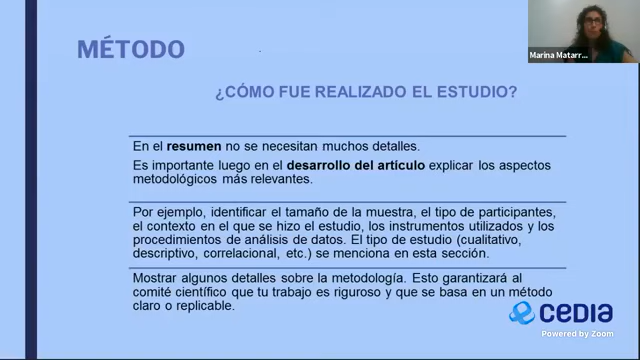 MÉTODO
¿CÓMO FUE REALIZADO EL ESTUDIO?
En el resumen no se necesitan muchos detalles.
Es importante luego en el desarrollo del artículo explicar los aspectos
metodológicos más relevantes.
Por ejemplo, identificar el tamaño de la muestra, el tipo de participantes,
el contexto en el que se hizo el estudio, los instrumentos utilizados y los
procedimientos de análisis de datos. El tipo de estudio (cualitativo,
descriptivo, correlacional, etc.) se menciona en esta sección.
Mostrar algunos detalles sobre la metodología. Esto garantizará al
comité científico que tu trabajo es riguroso y que se basa en un método
claro o replicable.
Marina Matarr...
CEDIA
Powered by Zoom